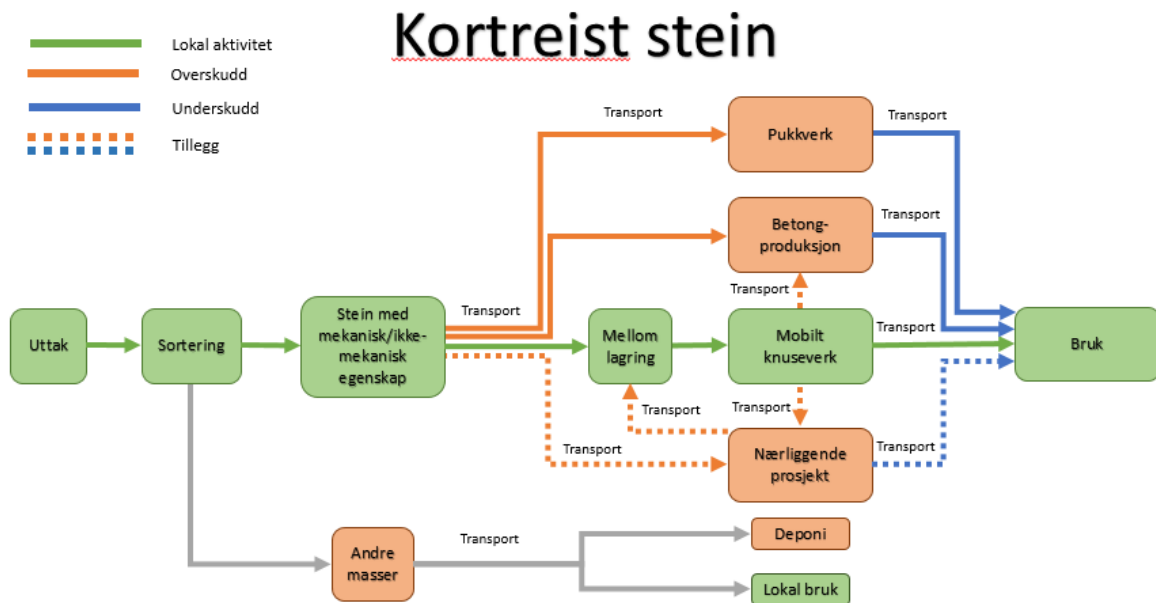 Kortreist stein
Lokal aktivitet
Overskudd
Underskudd
Tillegg
Transport
Pukkverk
Transport
Betong-
produksjon
Transport
Transport
Uttak
Sortering
Stein med
mekanisk/ikke-
mekanisk
egenskap
Transport
Mellom
lagring
Mobilt
knuseverk
Transport
Bruk
Transport
Transport
Transport
Nærliggende
prosjekt
Transport
Andre
masser
Transport
Deponi
Lokal bruk